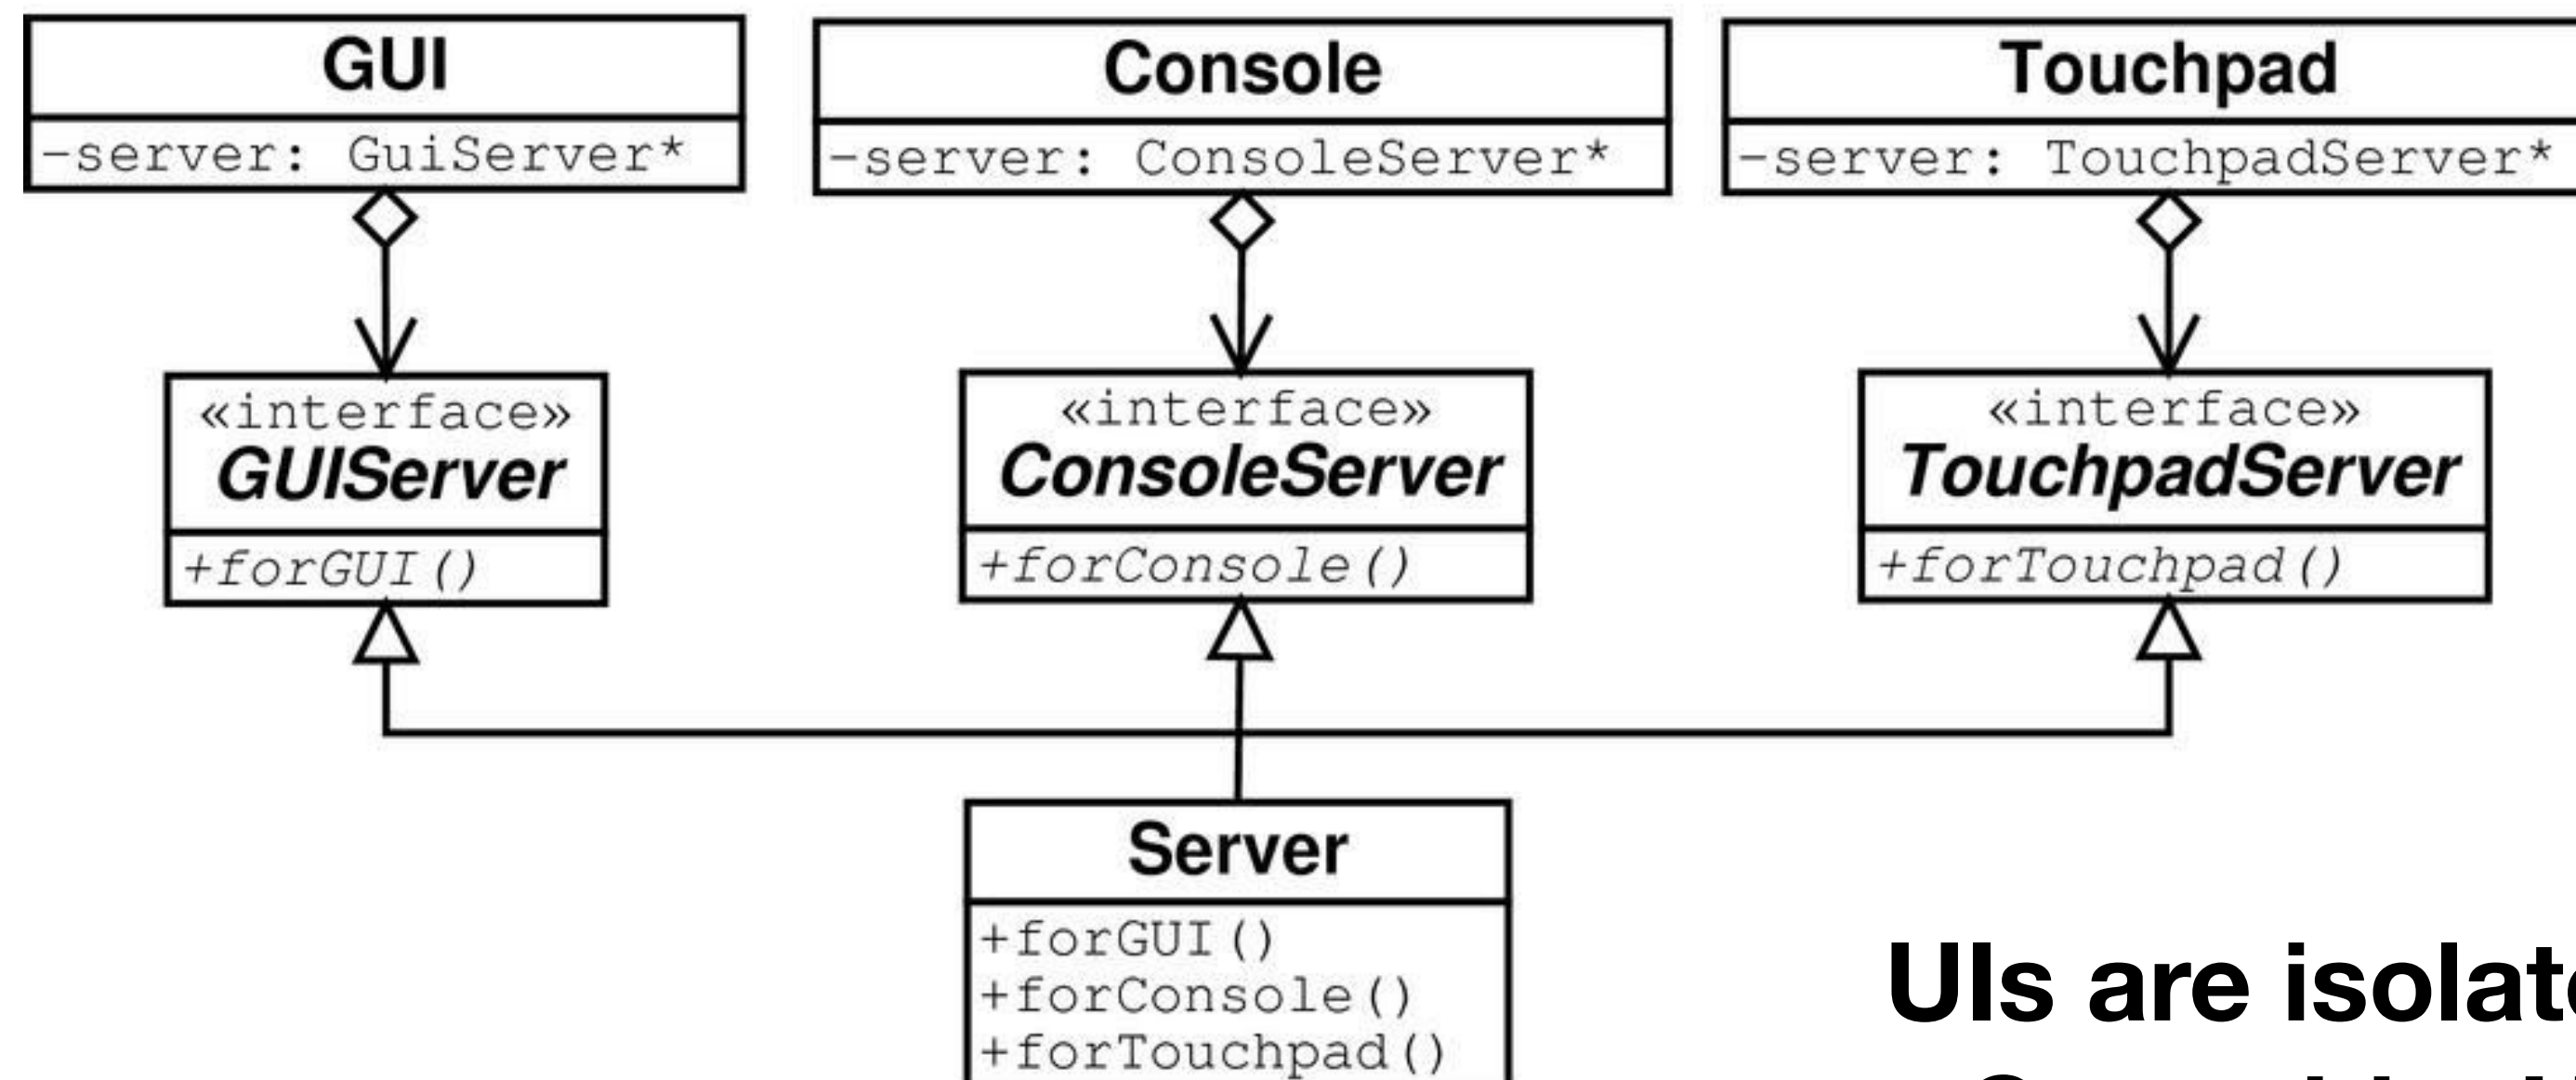 GUI
-server: GuiServer*
Console
-server: ConsoleServer*
Touchpad
-server: TouchpadServer*
«interface»
GUIServer
+forGUI()
«interface»
ConsoleServer
+forConsole()
«interface»
TouchpadServer
+forTouchpad()
Server
+forGUI()
+forConsole()
+forTouchpad()
UIs are